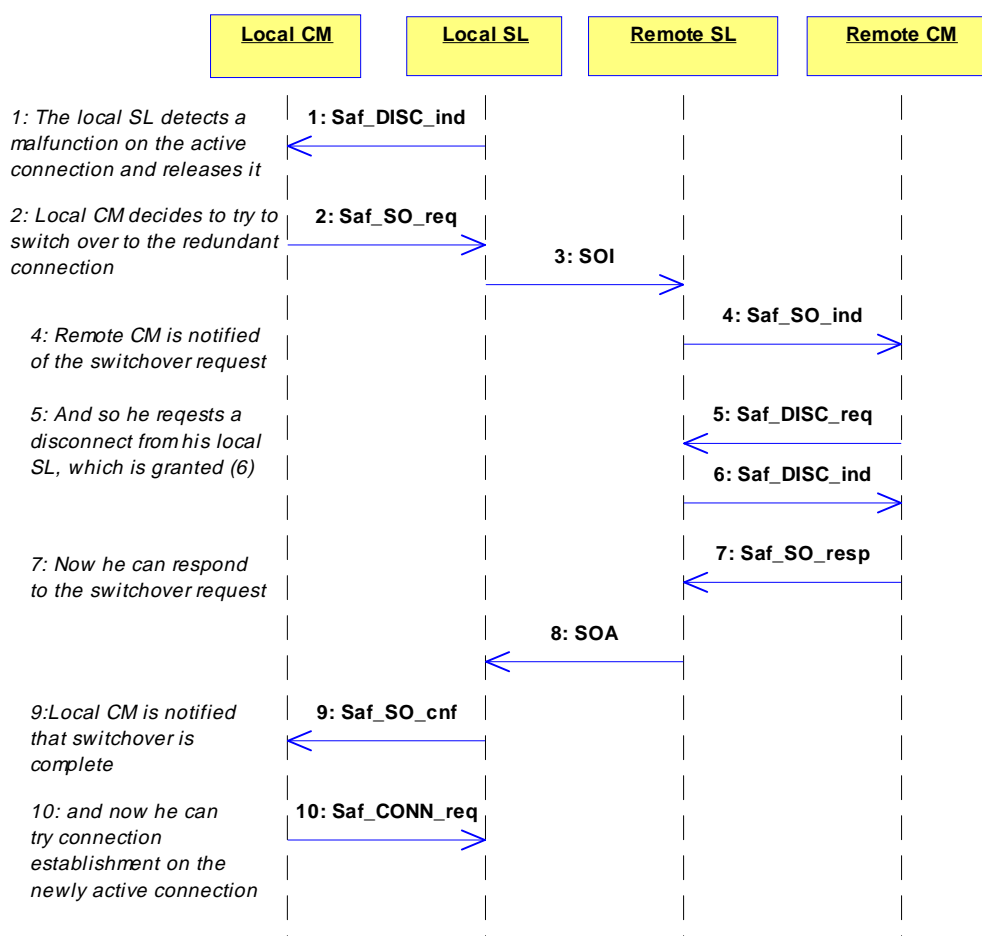 Local CM
Local SL
Remote SL
Remote CM
1: The local SL detects a
malfunction on the active
connection and releases it
1: Saf_DISC_ind
2: Local CM decides to try to
switch over to the redundant
connection
2: Saf_SO_req
3: SOI
4: Saf_SO_ind
4: Remote CM is notified
of the switchover request
5: And so he reqests a
disconnect from his local
SL, which is granted (6)
5: Saf_DISC_req
6: Saf_DISC_ind
7: Now he can respond
to the switchover request
7: Saf_SO_resp
8: SOA
9:Local CM is notified
that switchover is
complete
9: Saf_SO_cnf
10: and now he can
try connection
establishment on the
newly active connection
10: Saf_CONN_req